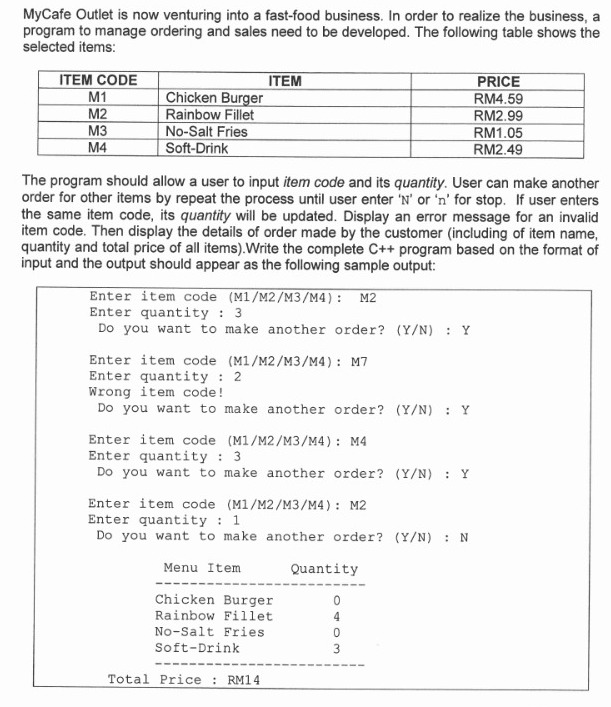 MyCafe Outlet is now venturing into a fast-food business. In order to realize the business, a
program to manage ordering and sales need to be developed. The following table shows the
selected items:
ITEM CODE ITEM PRICE
M1 Chicken Burger RM4.59
M2 Rainbow Fillet RM2.99
M3 No-Salt Fries RM1.05
M4 Soft-Drink RM2.49
The program should allow a user to input item code and its quantity. User can make another
order for other items by repeat the process until user enter 'N' or 'n' for stop. If user enters
the same item code, its quantity will be updated. Display an error message for an invalid
item code. Then display the details of order made by the customer (including of item name,
quantity and total price of all items).Write the complete C++ program based on the format of
input and the output should appear as the following sample output:
Enter item code (M1/M2/M3/M4): M2
Enter quantity : 3
Do you want to make another order? (Y/N) : Y
Enter item code (M1/M2/M3/M4): M7
Enter quantity : 2
Wrong item code!
Do you want to make another order? (Y/N) : Y
Enter item code (M1/M2/M3/M4): M4
Enter quantity : 3
Do you want to make another order? (Y/N) : Y
Enter item code (M1/M2/M3/M4): M2
Enter quantity : 1
Do you want to make another order? (Y/N) : N
Menu Item Quantity
-------------------------
Chicken Burger 0
Rainbow Fillet 4
No-Salt Fries 0
Soft-Drink 3
-------------------------
Total Price : RM14